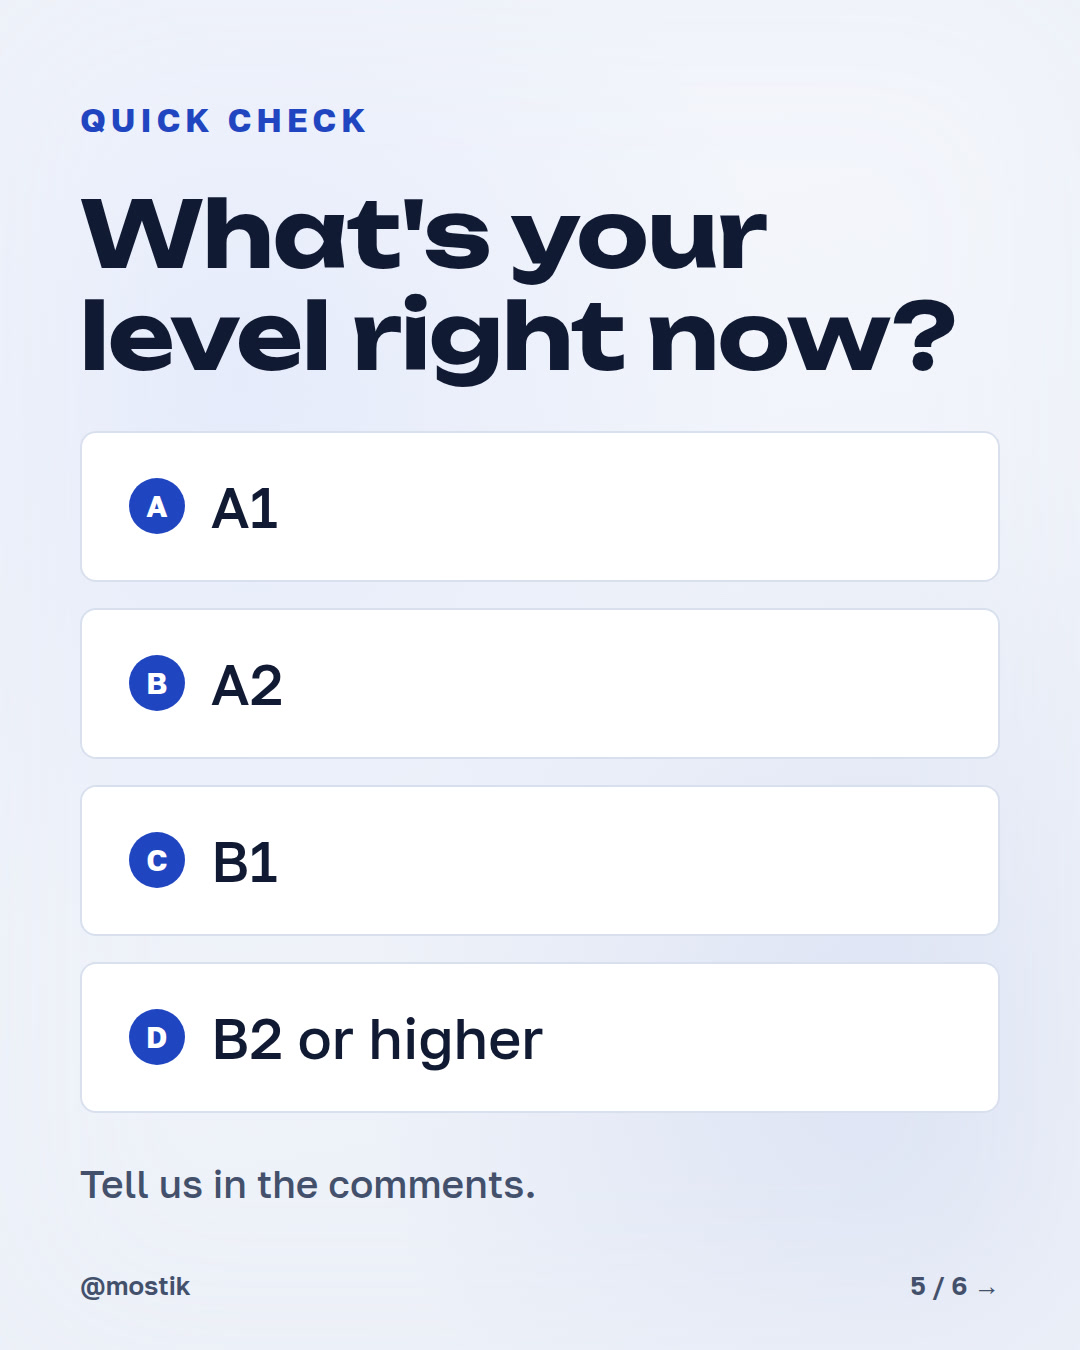 QUICK CHECK
What's your
level right now?
A A1
B A2
C B1
D B2 or higher
Tell us in the comments.
@mostik
5 / 6 →